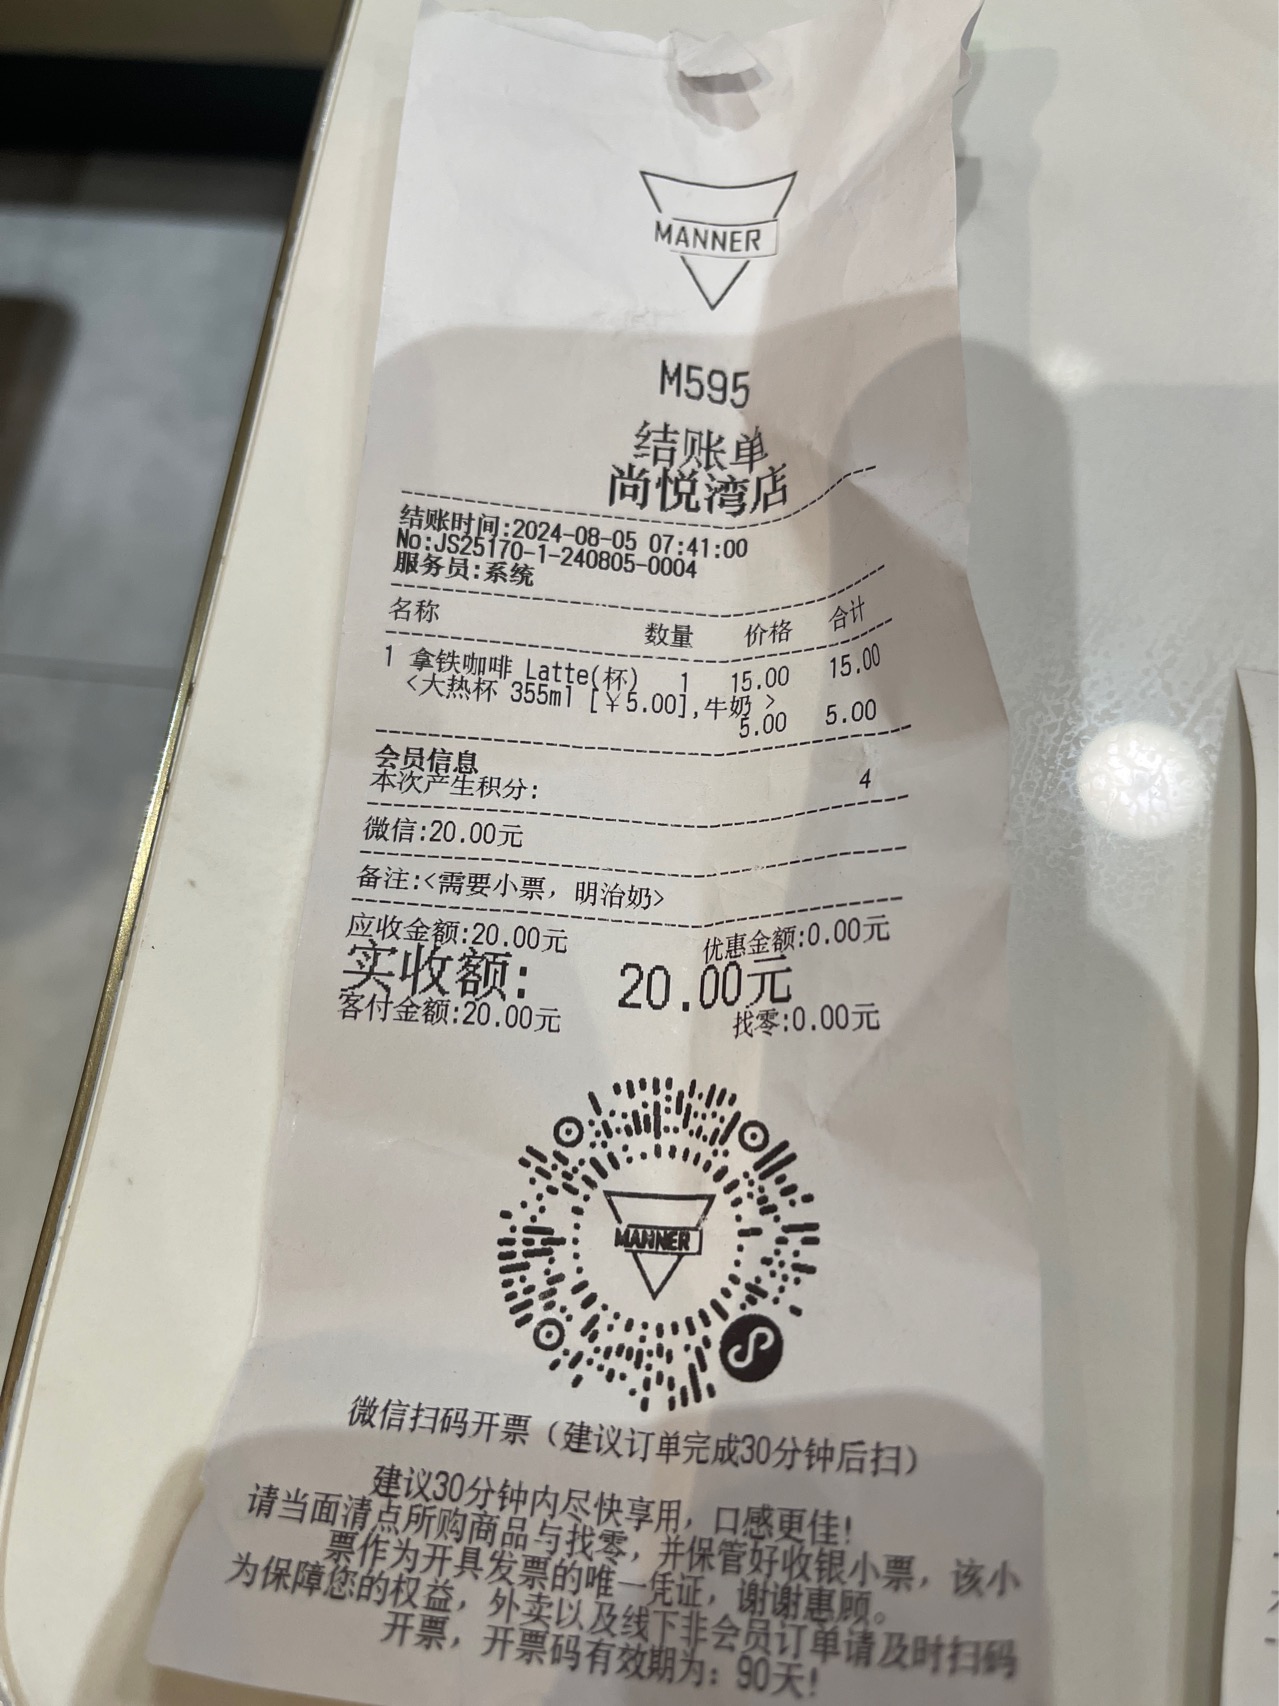 MANNER
M595
结账单
尚悦湾店
结账时间:2024-08-05 07:41:00
No:JS25170-1-240805-0004
服务员:系统
名称 数量 价格 合计
1 拿铁咖啡 Latte(杯) 1 15.00 15.00
<大热杯 355ml [￥5.00],牛奶 >
5.00 5.00
会员信息
本次产生积分: 4
微信:20.00元
备注:<需要小票，明治奶>
应收金额:20.00元 优惠金额:0.00元
实收额: 20.00元
客付金额:20.00元 找零:0.00元
MANNER
微信扫码开票（建议订单完成30分钟后扫）
建议30分钟内尽快享用，口感更佳！
请当面清点所购商品与找零，并保管好收银小票，该小
票作为开具发票的唯一凭证，谢谢惠顾。
为保障您的权益，外卖以及线下非会员订单请及时扫码
开票，开票码有效期为：90天！